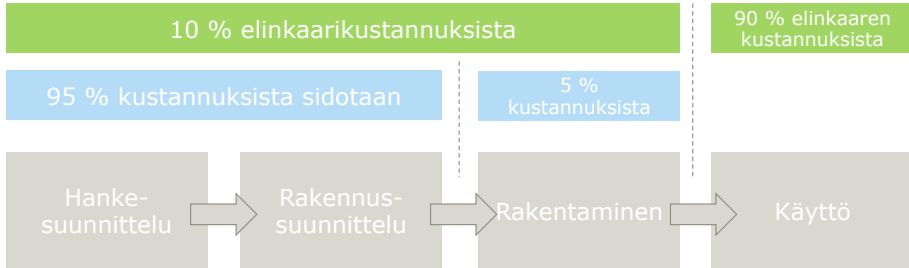 10 % elinkaarikustannuksista
90 % elinkaaren
kustannuksista
95 % kustannuksista sidotaan
5 %
kustannuksista
Hanke-
suunnittelu
Rakennus-
suunnittelu
Rakentaminen
Käyttö